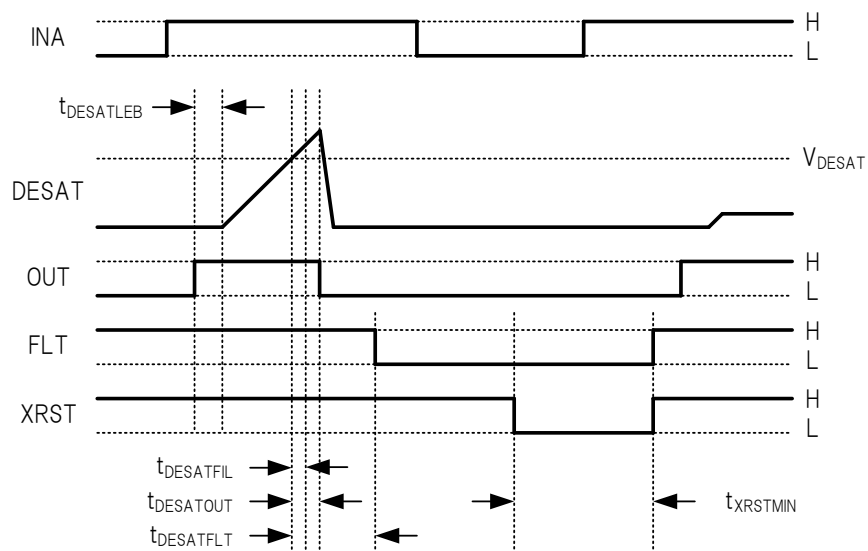 INA
H
L
tDESATLEB
VDESAT
DESAT
OUT
H
L
FLT
H
L
XRST
H
L
tDESATFIL
tDESATOUT
tXRSTMIN
tDESATFLT